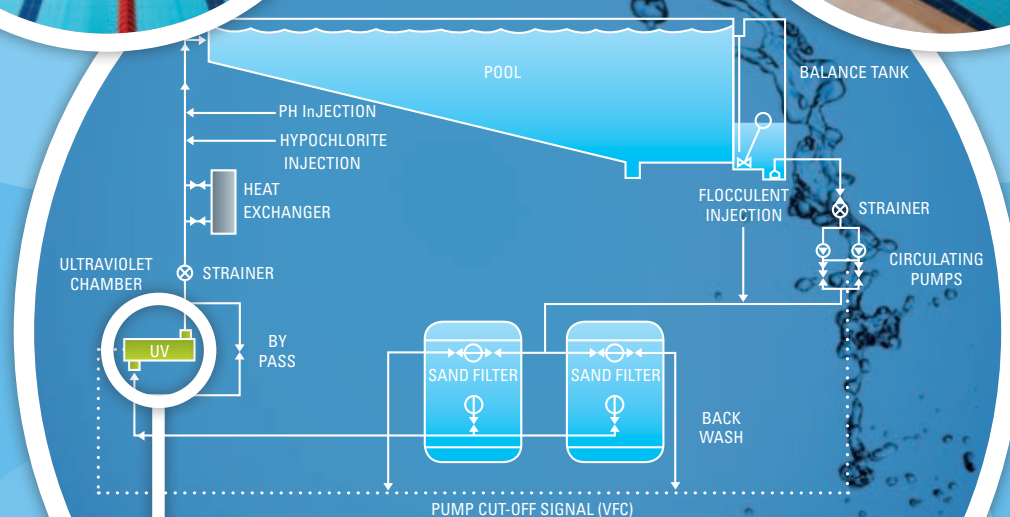 POOL
BALANCE TANK
PH InJECTION
HYPOCHLORITE
INJECTION
HEAT
EXCHANGER
FLOCCULENT
INJECTION
STRAINER
ULTRAVIOLET
CHAMBER
STRAINER
CIRCULATING
PUMPS
UV
BY
PASS
SAND FILTER
SAND FILTER
BACK
WASH
PUMP CUT-OFF SIGNAL (VFC)